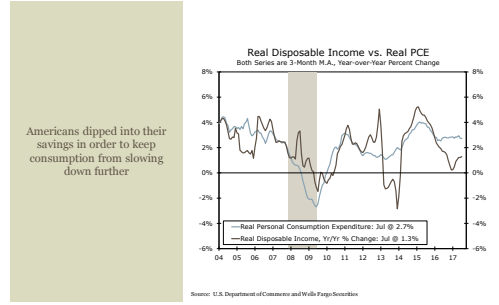 Americans dipped into their
savings in order to keep
consumption from slowing
down further
Real Disposable Income vs. Real PCE
Both Series are 3-Month M.A., Year-over-Year Percent Change
8% 8%
6% 6%
4% 4%
2% 2%
0% 0%
-2% -2%
-4% -4%
-6% -6%
Real Personal Consumption Expenditure: Jul @ 2.7%
Real Disposable Income, Yr/Yr % Change: Jul @ 1.3%
04 05 06 07 08 09 10 11 12 13 14 15 16 17
Source: U.S. Department of Commerce and Wells Fargo Securities